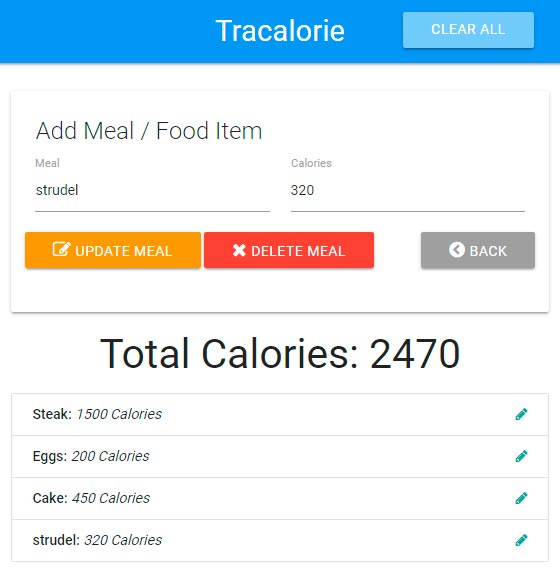 Tracalorie
CLEAR ALL
Add Meal / Food Item
Meal
Calories
strudel
320
UPDATE MEAL
DELETE MEAL
BACK
Total Calories: 2470
Steak: 1500 Calories
Eggs: 200 Calories
Cake: 450 Calories
strudel: 320 Calories